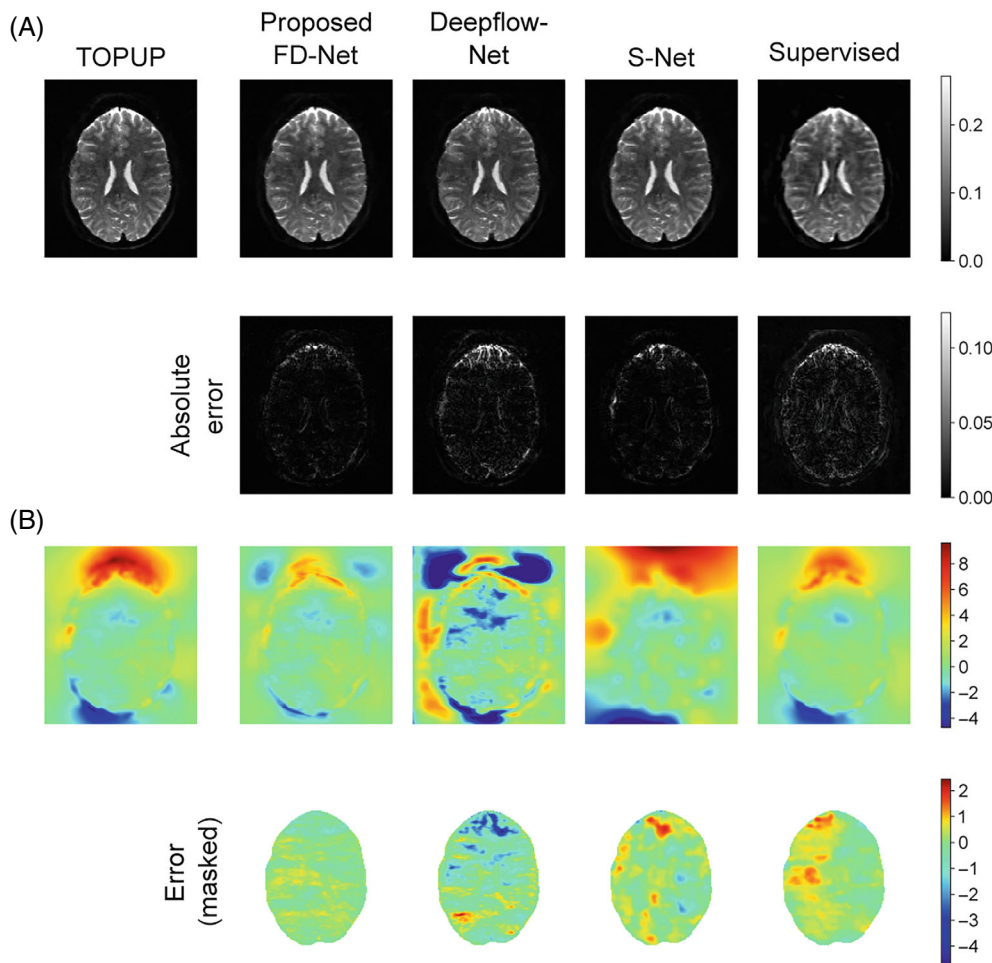 (A)
TOPUP
Proposed
FD-Net
Deepflow-
Net
S-Net
Supervised
0.2
0.1
0.0
Absolute
error
0.10
0.05
0.00
(B)
8
6
4
2
0
−2
−4
Error
(masked)
2
1
0
−1
−2
−3
−4